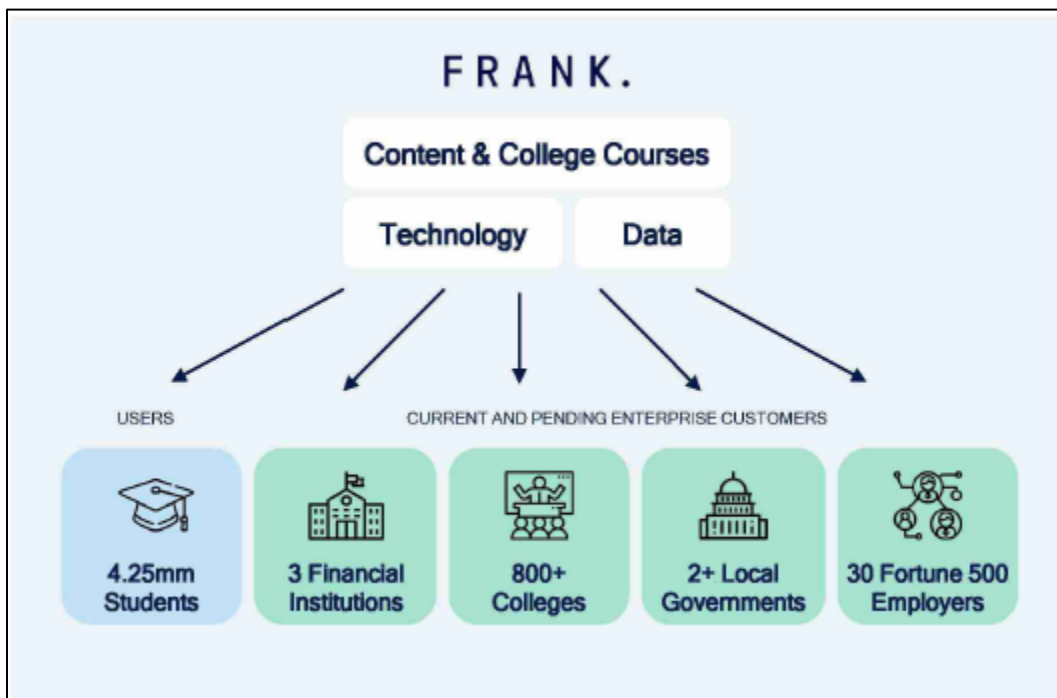 FRANK.
Content & College Courses
Technology
Data
USERS
CURRENT AND PENDING ENTERPRISE CUSTOMERS
4.25mm
Students
3 Financial
Institutions
800+
Colleges
2+ Local
Governments
30 Fortune 500
Employers